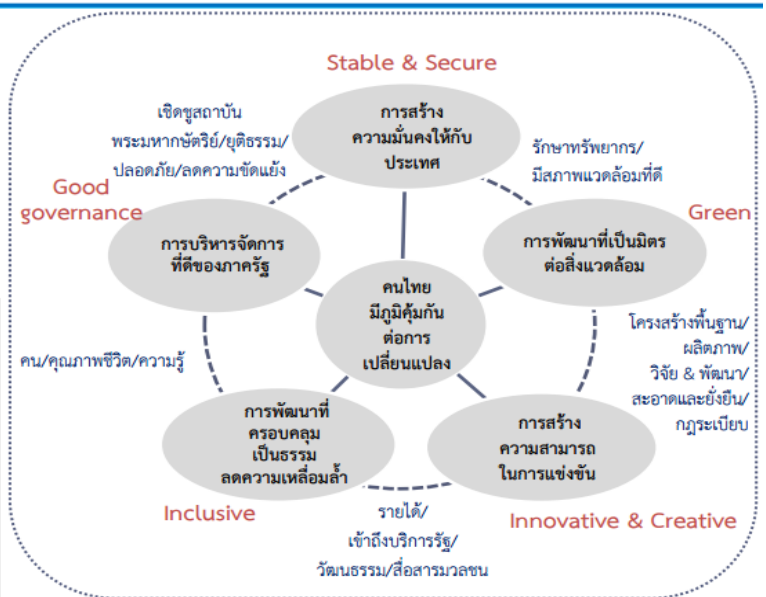 Stable & Secure
การสร้าง
ความมั่นคงให้กับ
ประเทศ
เชิดชูสถาบัน
พระมหากษัตริย์/ยุติธรรม/
ปลอดภัย/ลดความขัดแย้ง
รักษาทรัพยากร/
มีสภาพแวดล้อมที่ดี
Good
governance
Green
การบริหารจัดการ
ที่ดีของภาครัฐ
การพัฒนาที่เป็นมิตร
ต่อสิ่งแวดล้อม
คนไทย
มีภูมิคุ้มกัน
ต่อการ
เปลี่ยนแปลง
โครงสร้างพื้นฐาน/
ผลิตภาพ/
วิจัย & พัฒนา/
สะอาดและยั่งยืน/
กฎระเบียบ
คน/คุณภาพชีวิต/ความรู้
การพัฒนาที่
ครอบคลุม
เป็นธรรม
ลดความเหลื่อมล้ำ
การสร้าง
ความสามารถ
ในการแข่งขัน
Inclusive
รายได้/
เข้าถึงบริการรัฐ/
วัฒนธรรม/สื่อสารมวลชน
Innovative & Creative